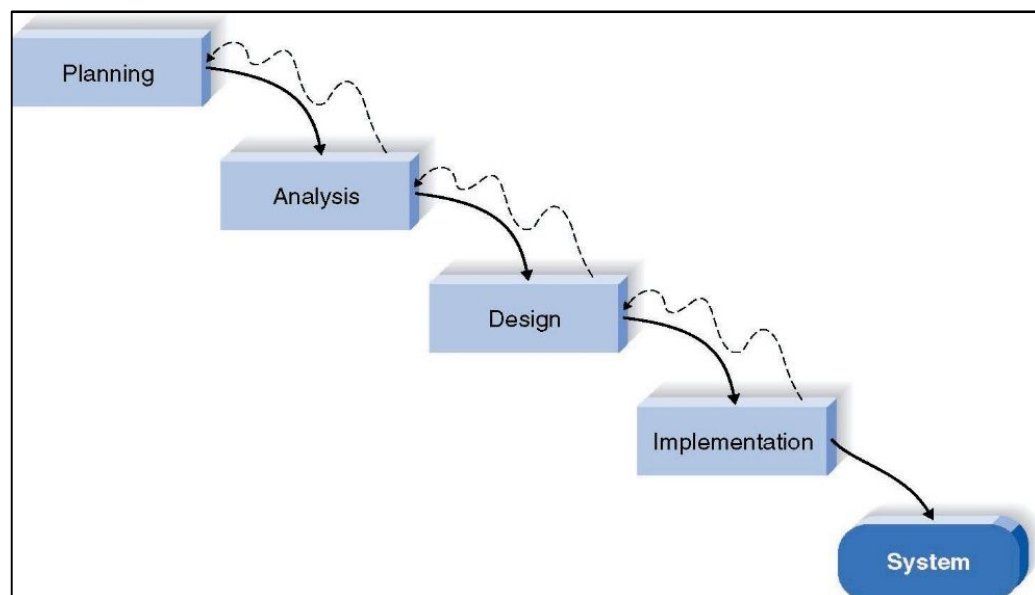 Planning
Analysis
Design
Implementation
System